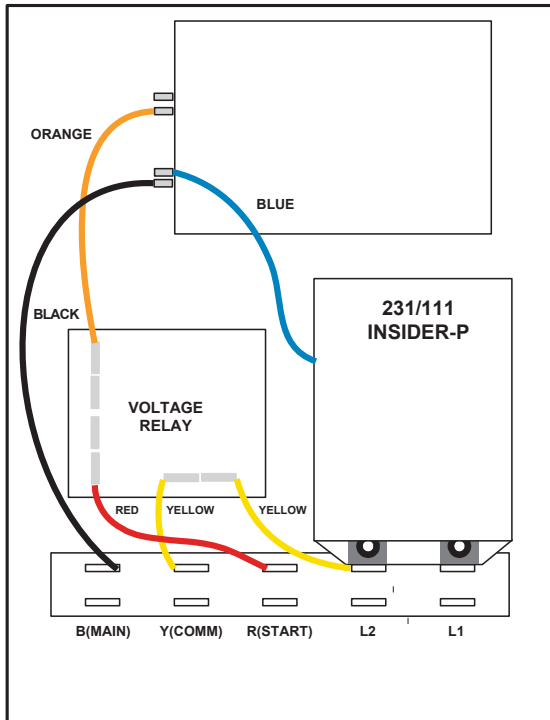 ORANGE
BLUE
231/111
INSIDER-P
BLACK
VOLTAGE
RELAY
RED YELLOW YELLOW
B(MAIN) Y(COMM) R(START) L2 L1